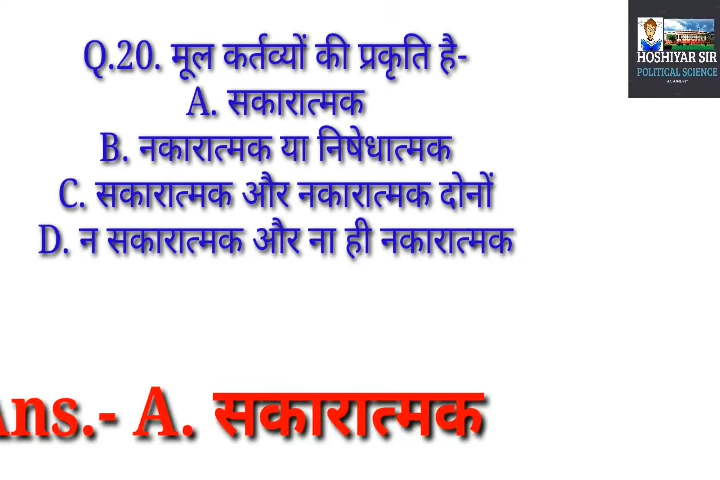 Q.20. मूल कर्तव्यों की प्रकृति है-
A. सकारात्मक
B. नकारात्मक या निषेधात्मक
C. सकारात्मक और नकारात्मक दोनों
D. न सकारात्मक और ना ही नकारात्मक
Ans.- A. सकारात्मक
HOSHIYAR SIR
POLITICAL SCIENCE